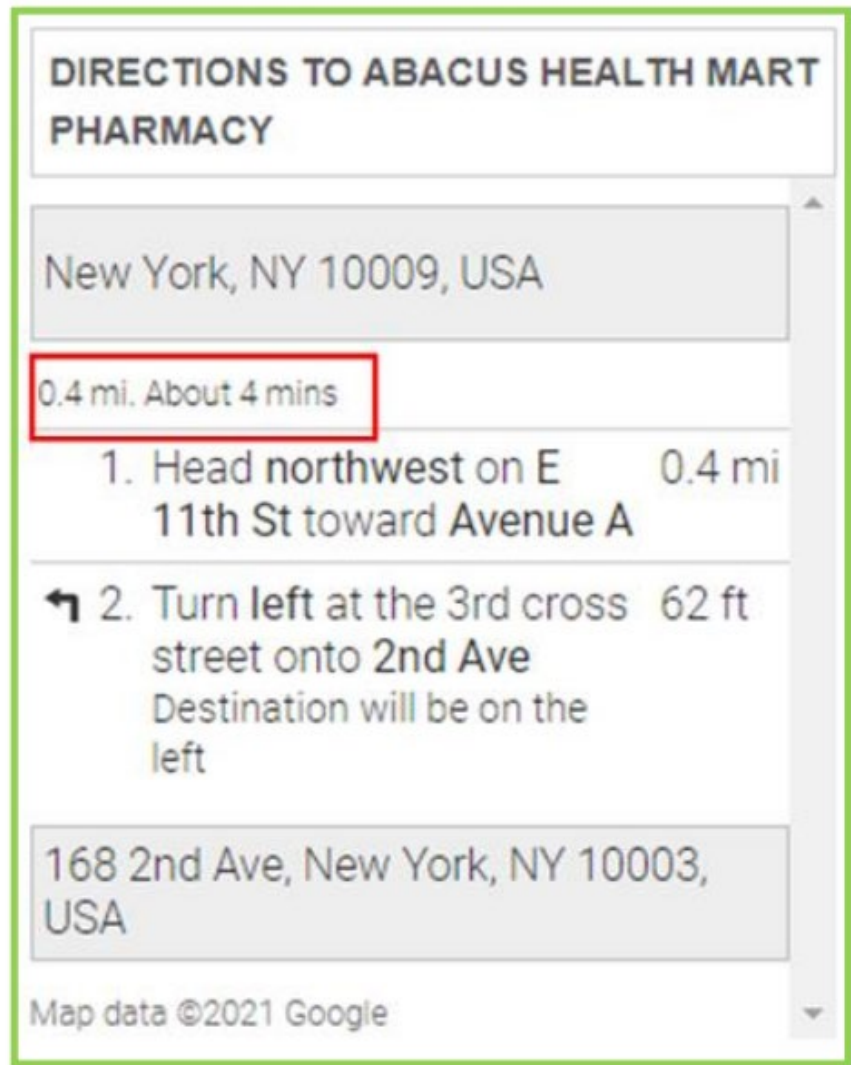 DIRECTIONS TO ABACUS HEALTH MART
PHARMACY
New York, NY 10009, USA
0.4 mi. About 4 mins
1. Head northwest on E 0.4 mi
11th St toward Avenue A
2. Turn left at the 3rd cross 62 ft
street onto 2nd Ave
Destination will be on the
left
168 2nd Ave, New York, NY 10003,
USA
Map data ©2021 Google